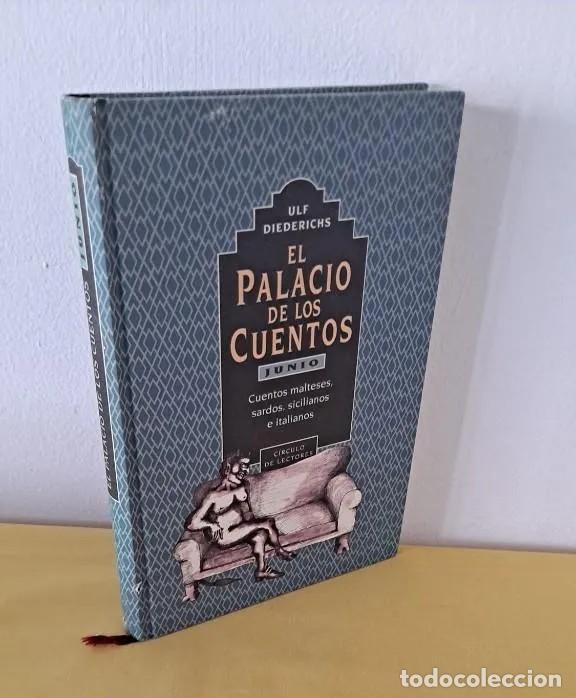 ULF
DIEDERICHS
EL
PALACIO
DE LOS
CUENTOS
JUNIO
Cuentos malteses,
sardos, sicilianos
e italianos
CÍRCULO
DE LECTORES
EL PALACIO DE LOS CUENTOS JUNIO
todocoleccion